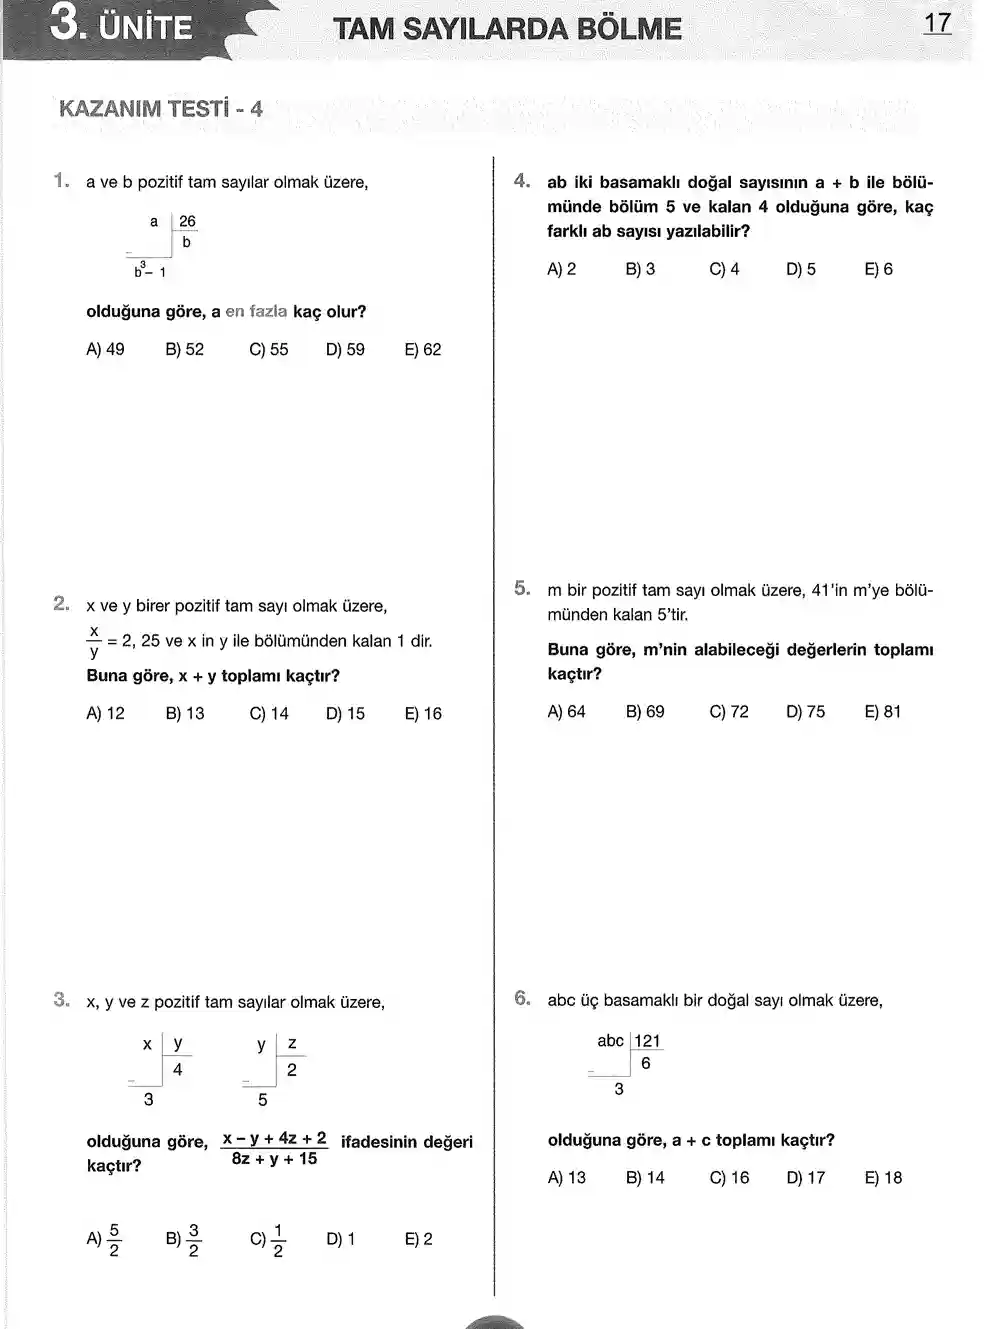 3. ÜNİTE
TAM SAYILARDA BÖLME
17
KAZANIM TESTİ - 4
1. a ve b pozitif tam sayılar olmak üzere,
a | 26
b
–
b³– 1
olduğuna göre, a en fazla kaç olur?
A) 49 B) 52 C) 55 D) 59 E) 62
2. x ve y birer pozitif tam sayı olmak üzere,
x/y = 2, 25 ve x in y ile bölümünden kalan 1 dir.
Buna göre, x + y toplamı kaçtır?
A) 12 B) 13 C) 14 D) 15 E) 16
3. x, y ve z pozitif tam sayılar olmak üzere,
x | y y | z
4 2
– –
3 5
olduğuna göre, (x – y + 4z + 2)/(8z + y + 15) ifadesinin değeri
kaçtır?
A) 5/2 B) 3/2 C) 1/2 D) 1 E) 2
4. ab iki basamaklı doğal sayısının a + b ile bölü-
münde bölüm 5 ve kalan 4 olduğuna göre, kaç
farklı ab sayısı yazılabilir?
A) 2 B) 3 C) 4 D) 5 E) 6
5. m bir pozitif tam sayı olmak üzere, 41'in m'ye bölü-
münden kalan 5'tir.
Buna göre, m'nin alabileceği değerlerin toplamı
kaçtır?
A) 64 B) 69 C) 72 D) 75 E) 81
6. abc üç basamaklı bir doğal sayı olmak üzere,
abc | 121
6
–
3
olduğuna göre, a + c toplamı kaçtır?
A) 13 B) 14 C) 16 D) 17 E) 18